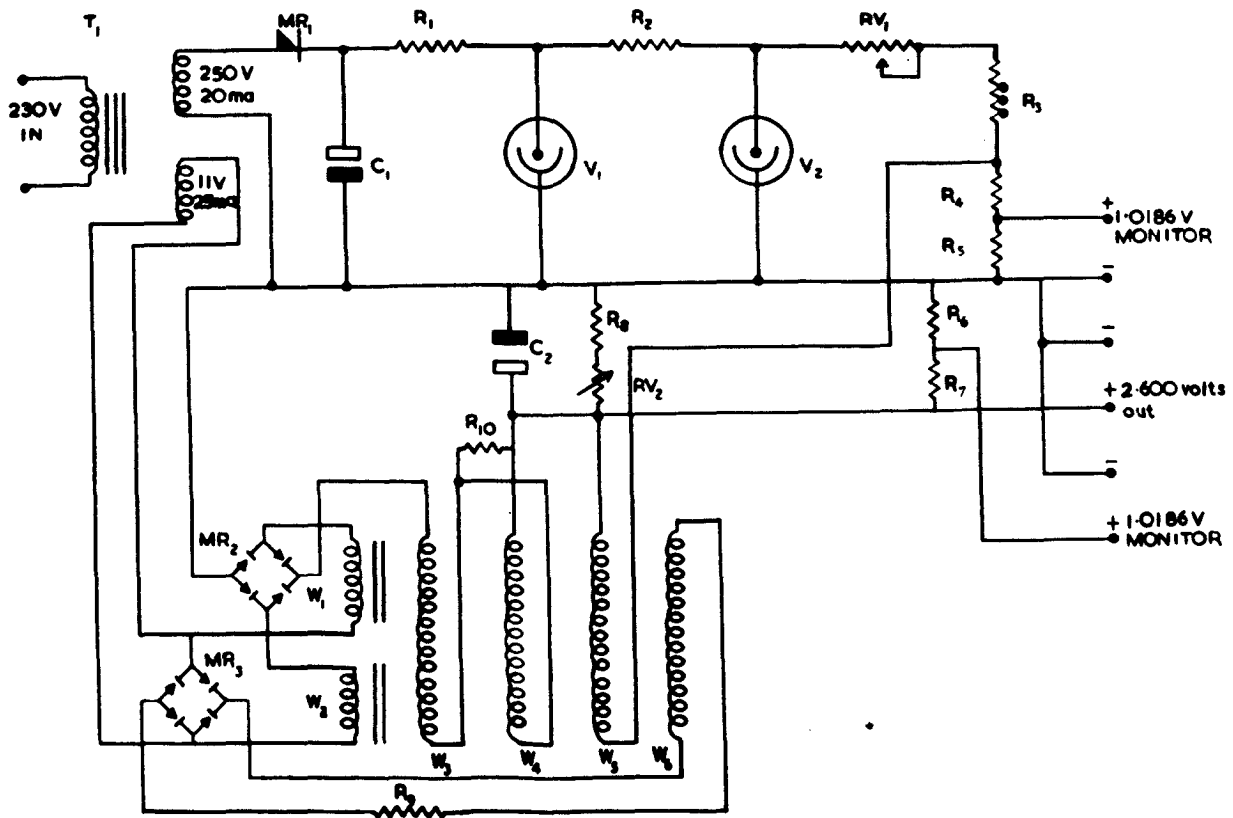 T1
MR1
R1
R2
RV1
250V
20ma
230V
IN
R3
C1
V1
V2
11V
25ma
R4
+
1.0186V
MONITOR
R5
–
R8
R6
C2
–
RV2
R7
+ 2.600 volts
out
R10
–
MR2
+ 1.0186V
MONITOR
W1
MR3
W2
W3
W4
W5
W6
R9